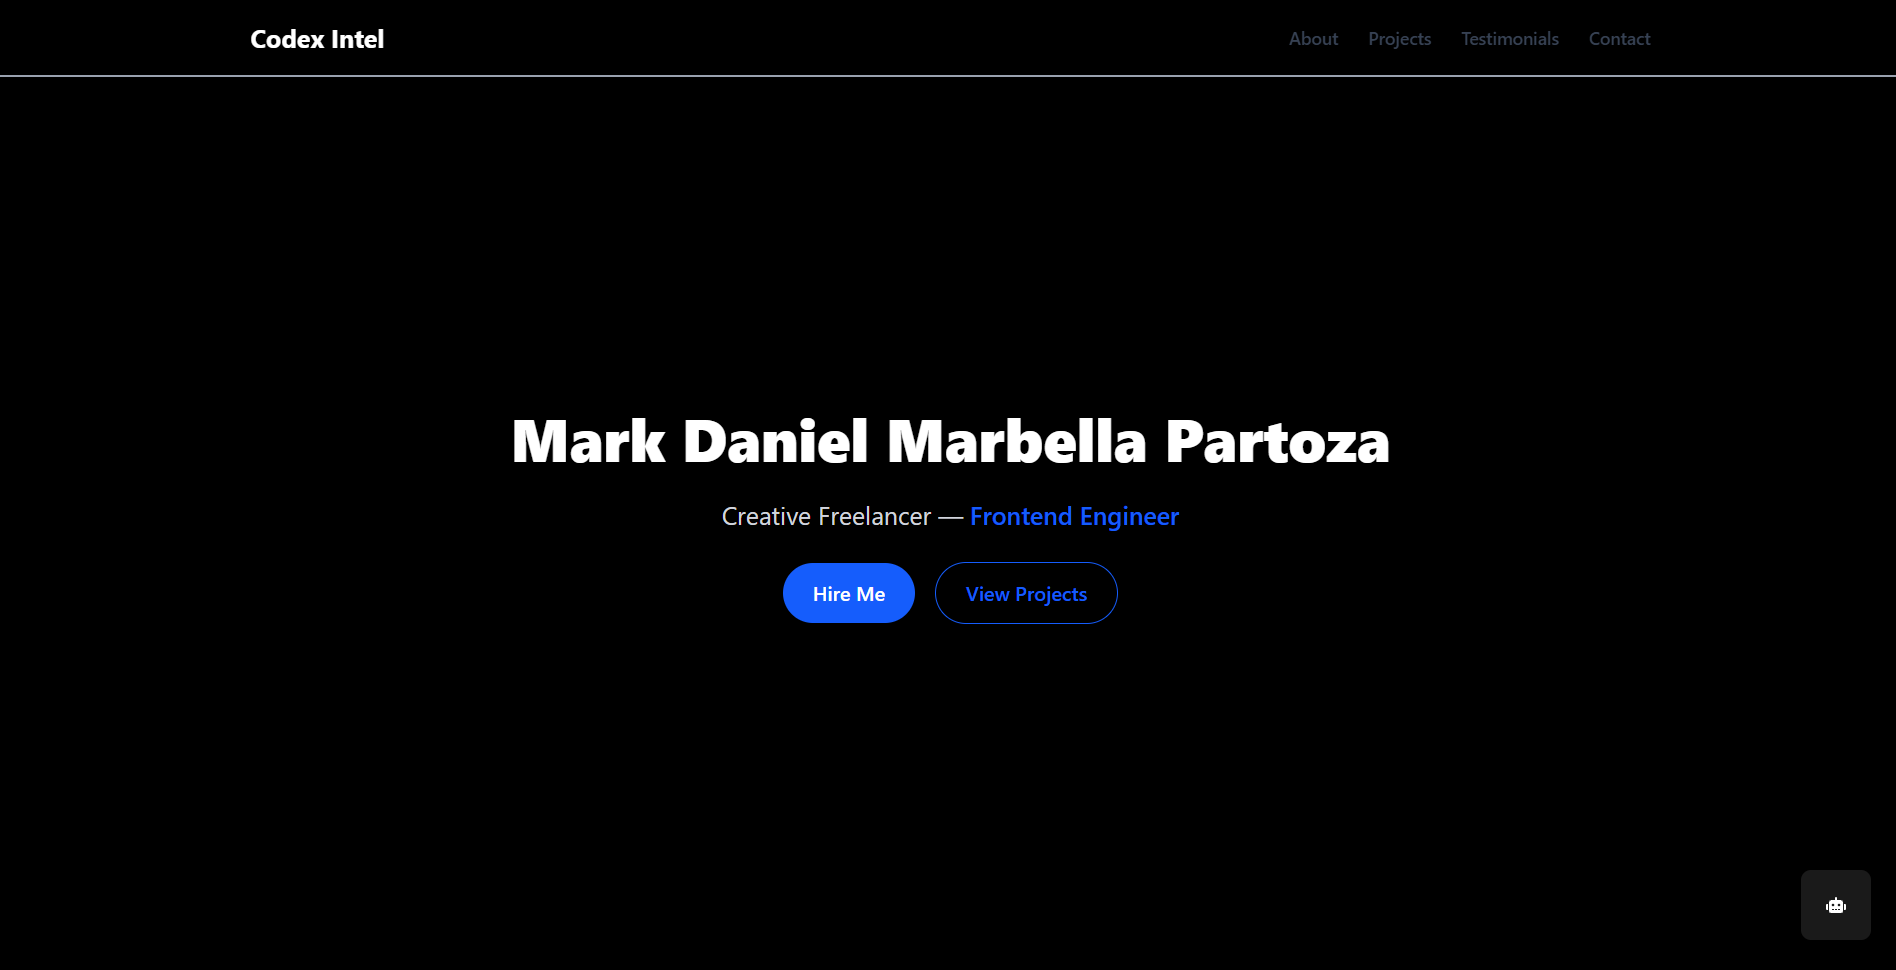 Codex Intel
About Projects Testimonials Contact
Mark Daniel Marbella Partoza
Creative Freelancer — Frontend Engineer
Hire Me
View Projects